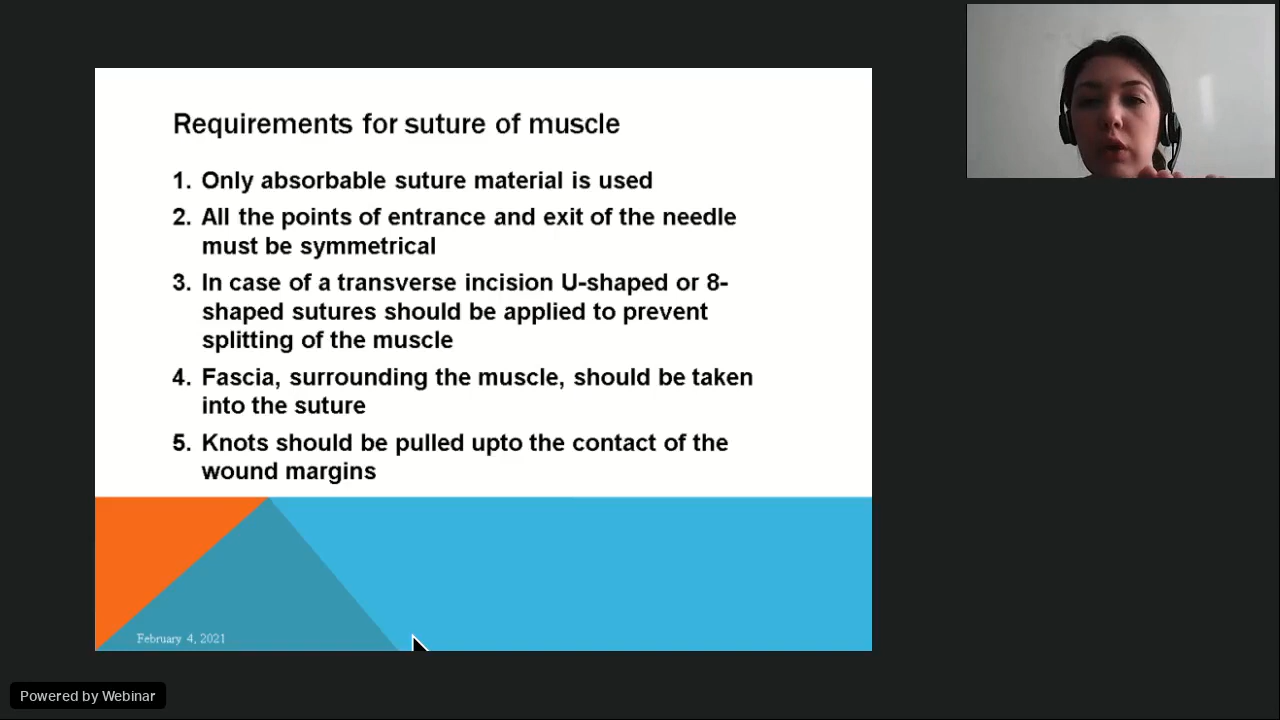 Requirements for suture of muscle
1. Only absorbable suture material is used
2. All the points of entrance and exit of the needle
must be symmetrical
3. In case of a transverse incision U-shaped or 8-
shaped sutures should be applied to prevent
splitting of the muscle
4. Fascia, surrounding the muscle, should be taken
into the suture
5. Knots should be pulled upto the contact of the
wound margins
February 4, 2021
Powered by Webinar